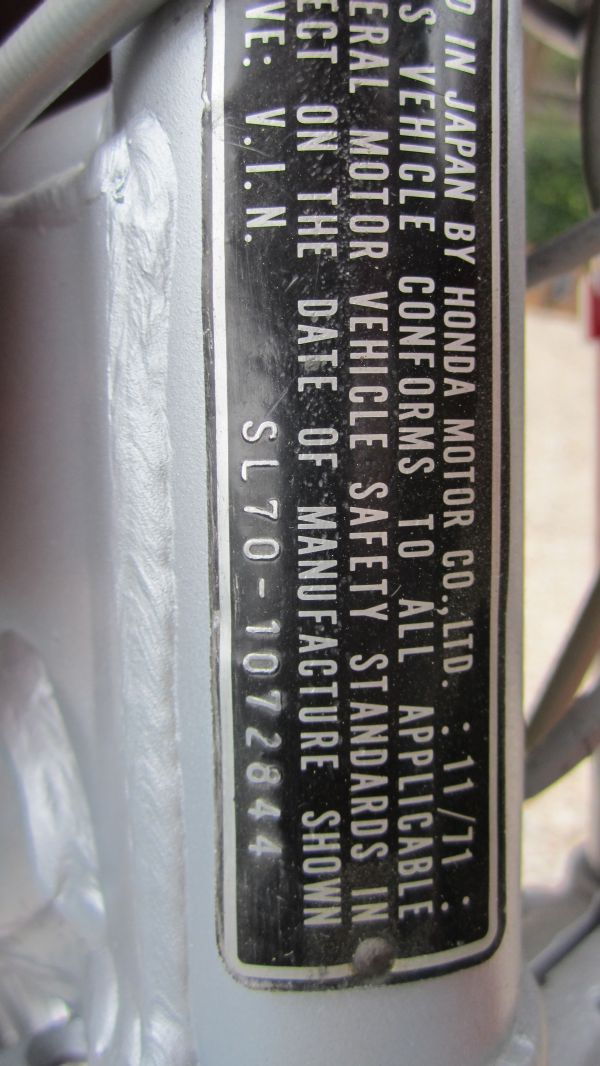 D IN JAPAN BY HONDA MOTOR CO., LTD. : 11/71 :
S VEHICLE CONFORMS TO ALL APPLICABLE
ERAL MOTOR VEHICLE SAFETY STANDARDS IN
ECT ON THE DATE OF MANUFACTURE SHOWN
VE: V.I.N. SL70-1072844